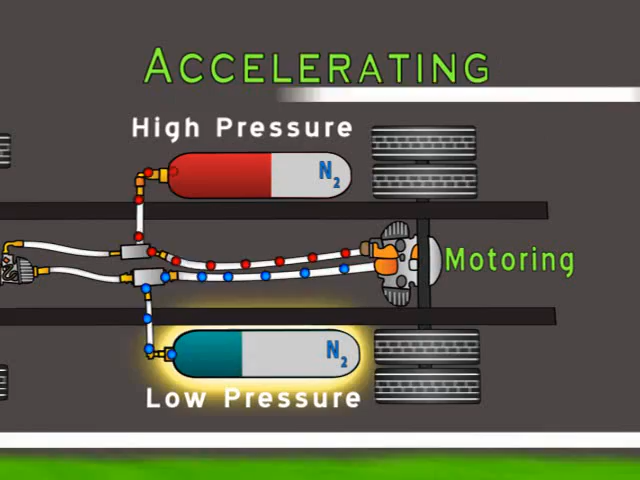 ACCELERATING
High Pressure
N2
Motoring
N2
Low Pressure